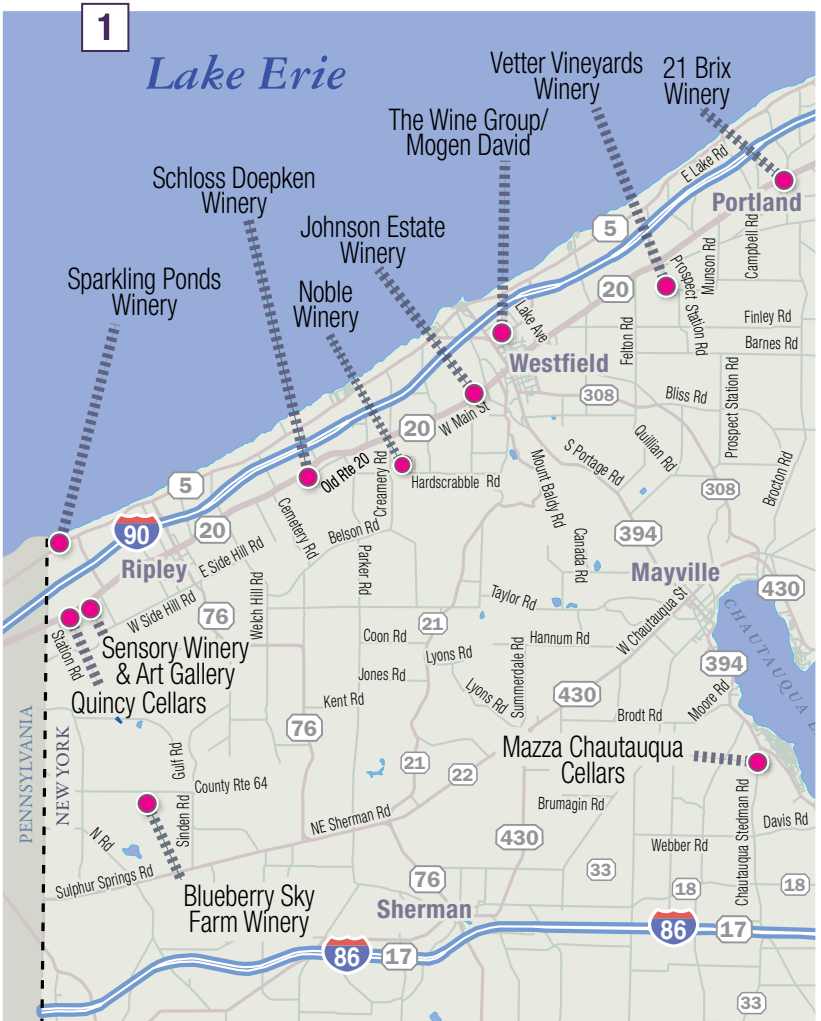 1
Lake Erie
Vetter Vineyards
Winery
21 Brix
Winery
The Wine Group/
Mogen David
Schloss Doepken
Winery
Johnson Estate
Winery
Sparkling Ponds
Winery
Noble
Winery
E Lake Rd
Portland
5
20
Prospect Station Rd
Munson Rd
Campbell Rd
Lake Ave
Felton Rd
Finley Rd
Barnes Rd
Westfield
308
Bliss Rd
Prospect Station Rd
20
W Main St
S Portage Rd
Quillian Rd
Brocton Rd
Old Rte 20
Creamery Rd
Hardscrabble Rd
Mount Baldy Rd
308
5
90
20
Cemetery Rd
Belson Rd
Canada Rd
394
Ripley
E Side Hill Rd
Parker Rd
Mayville
430
W Side Hill Rd
76
Welch Hill Rd
Taylor Rd
W Chautauqua St
CHAUTAUQUA
Station Rd
Sensory Winery
& Art Gallery
Quincy Cellars
21
Coon Rd
Lyons Rd
Summerdale Rd
Hannum Rd
394
Jones Rd
Lyons Rd
430
Moore Rd
Kent Rd
Brodt Rd
76
PENNSYLVANIA
NEW YORK
Gulf Rd
21
22
Mazza Chautauqua
Cellars
County Rte 64
Sinden Rd
Brumagin Rd
Chautauqua Stedman Rd
Davis Rd
N Rd
NE Sherman Rd
430
Webber Rd
Sulphur Springs Rd
33
76
18
18
Blueberry Sky
Farm Winery
Sherman
86
17
86
17
33